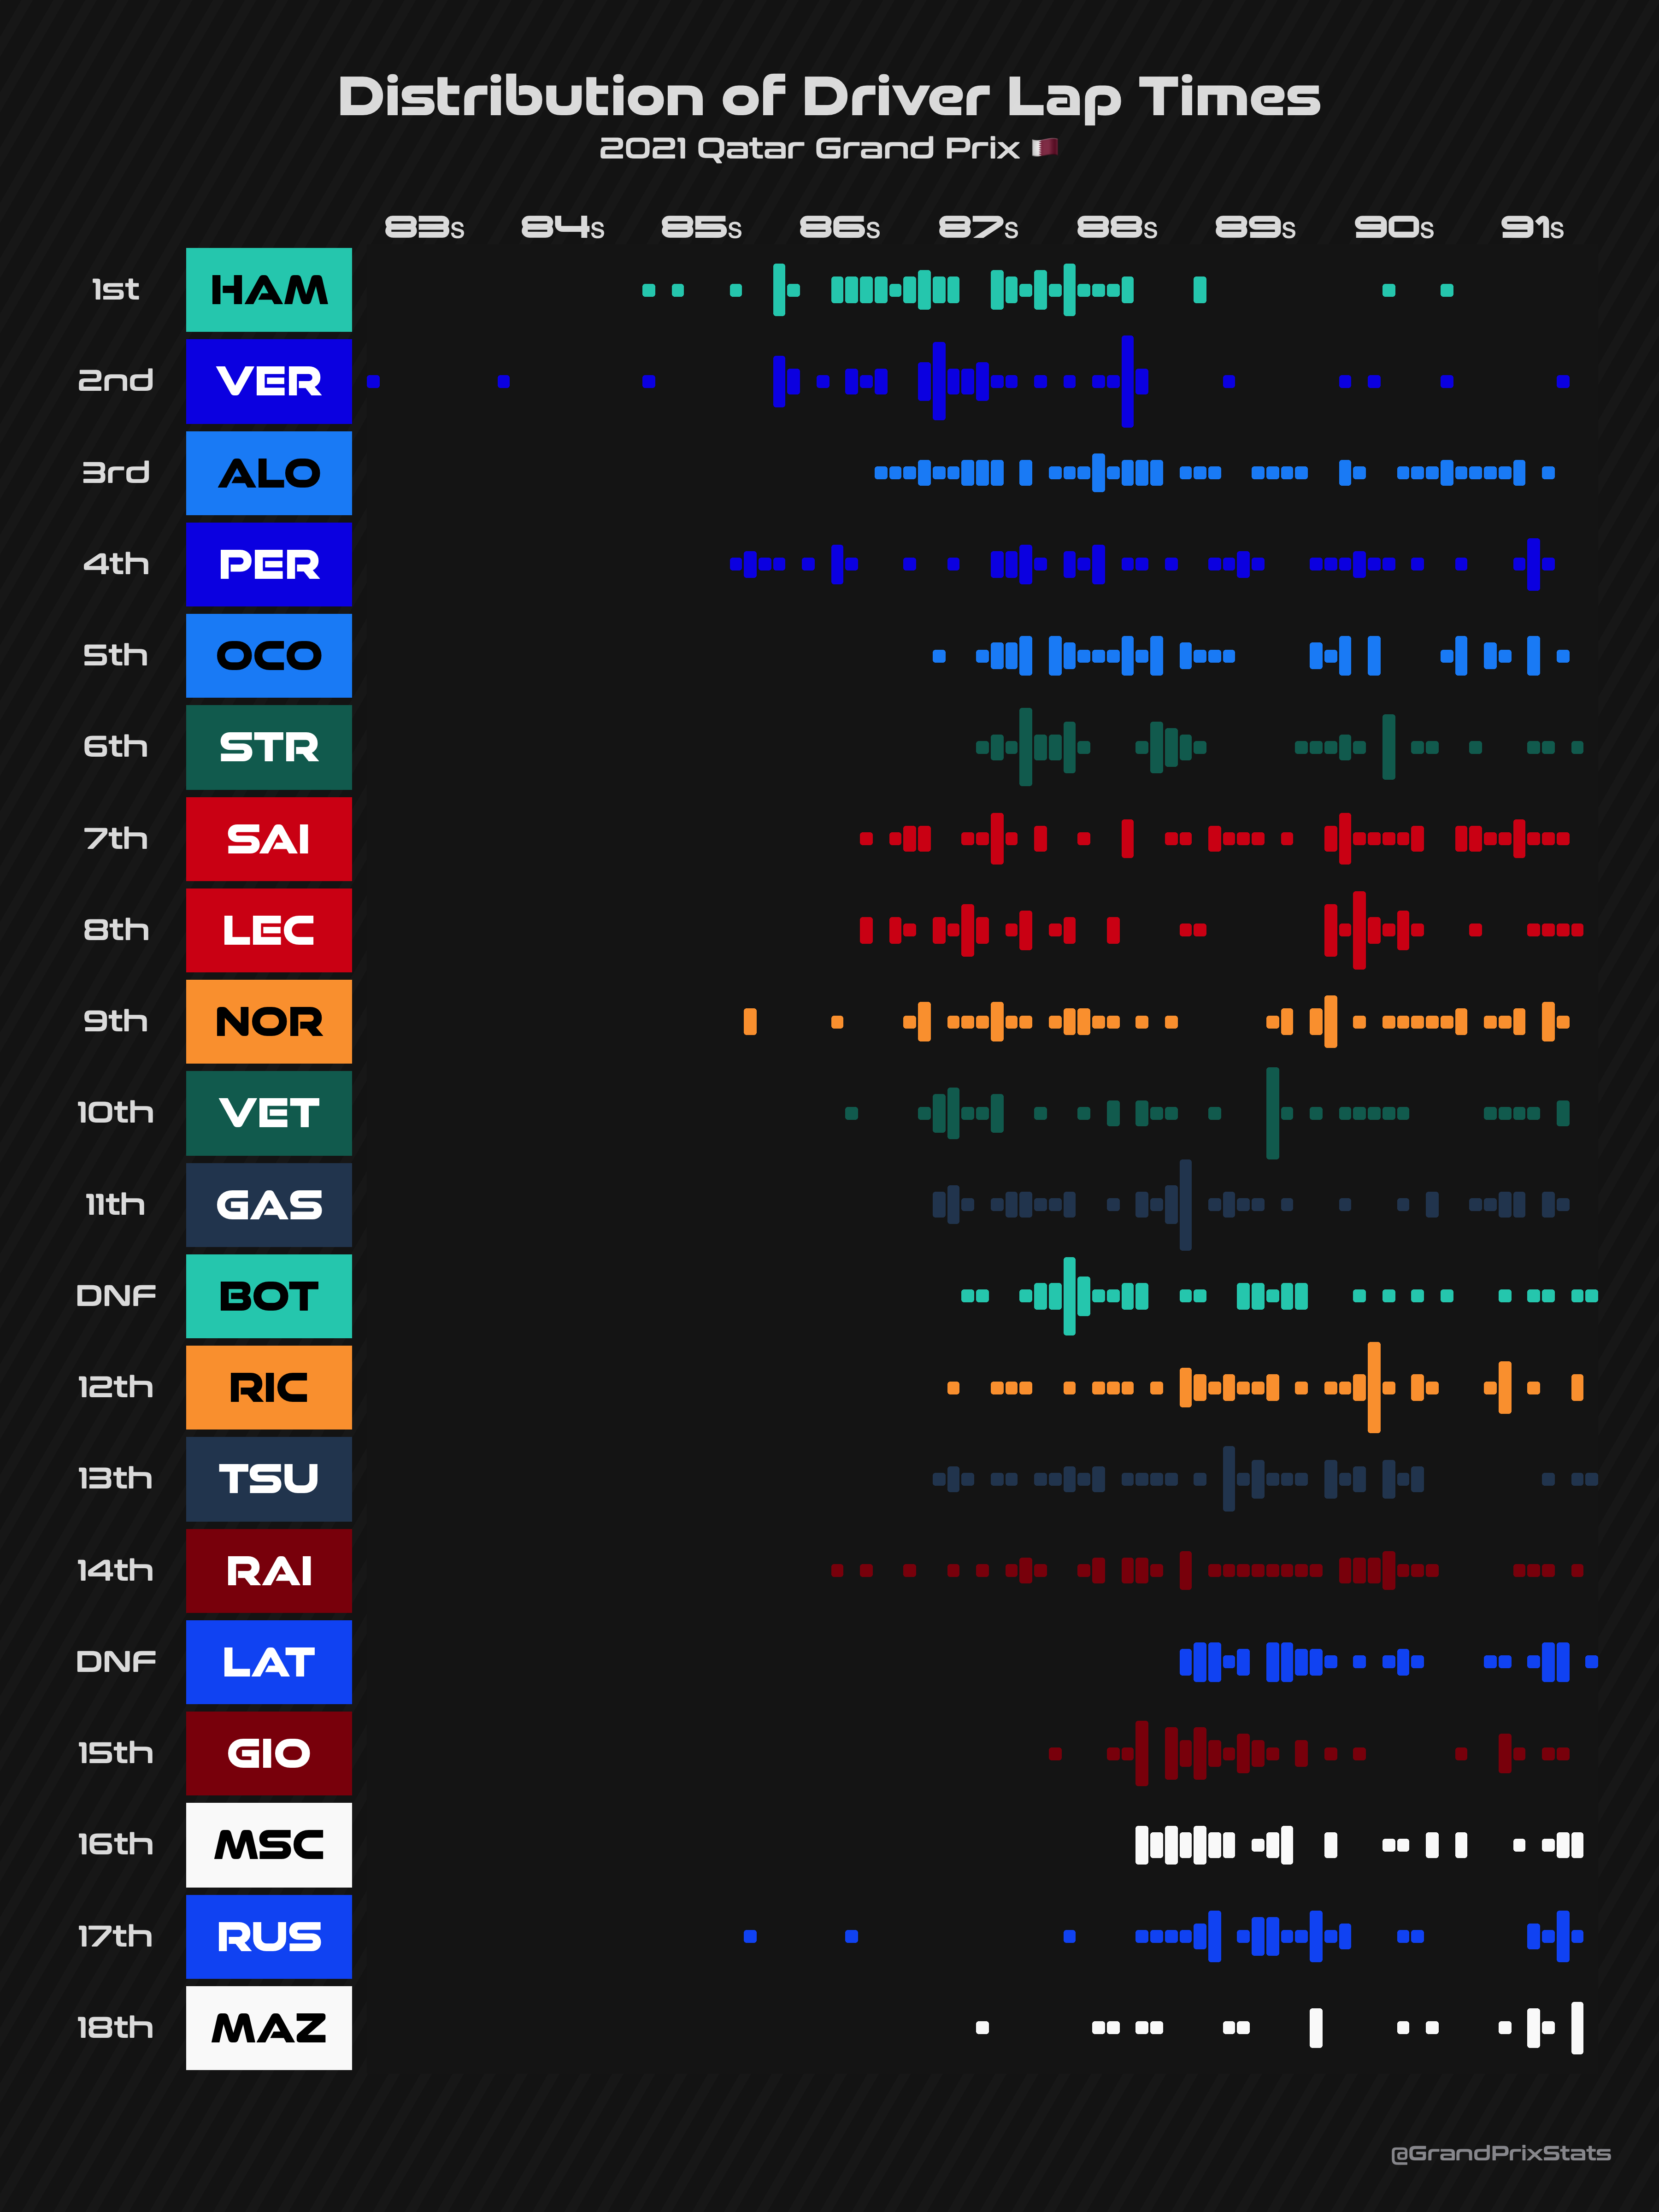 Distribution of Driver Lap Times
2021 Qatar Grand Prix 🇶🇦
83s 84s 85s 86s 87s 88s 89s 90s 91s
1st HAM
2nd VER
3rd ALO
4th PER
5th OCO
6th STR
7th SAI
8th LEC
9th NOR
10th VET
11th GAS
DNF BOT
12th RIC
13th TSU
14th RAI
DNF LAT
15th GIO
16th MSC
17th RUS
18th MAZ
@GrandPrixStats